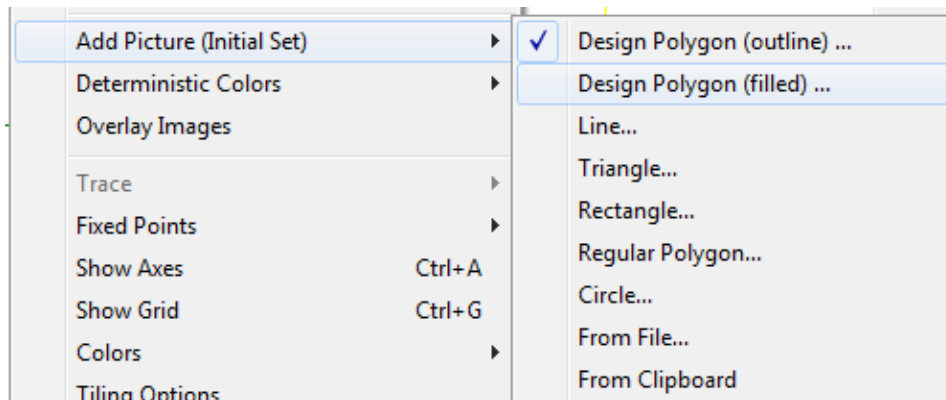 Add Picture (Initial Set)
Deterministic Colors
Overlay Images
Trace
Fixed Points
Show Axes Ctrl+A
Show Grid Ctrl+G
Colors
Tiling Options
Design Polygon (outline) ...
Design Polygon (filled) ...
Line...
Triangle...
Rectangle...
Regular Polygon...
Circle...
From File...
From Clipboard